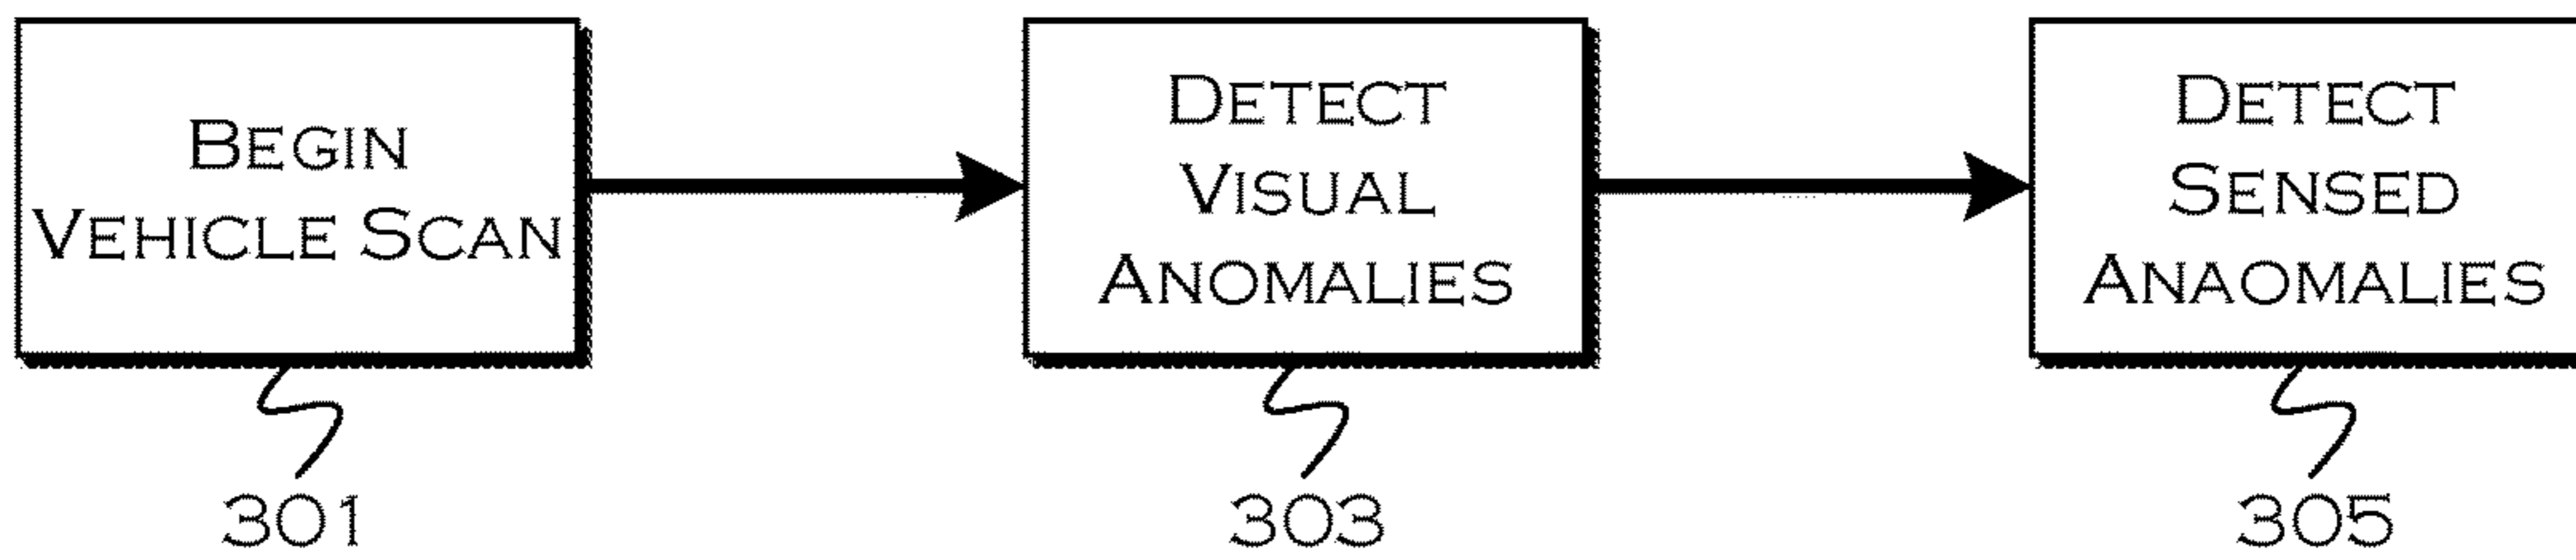 BEGIN
VEHICLE SCAN
301
DETECT
VISUAL
ANOMALIES
303
DETECT
SENSED
ANAOMALIES
305